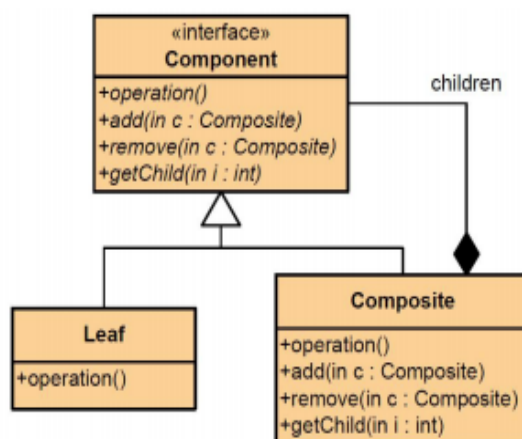 «interface»
Component
+operation()
+add(in c : Composite)
+remove(in c : Composite)
+getChild(in i : int)
children
Leaf
+operation()
Composite
+operation()
+add(in c : Composite)
+remove(in c : Composite)
+getChild(in i : int)